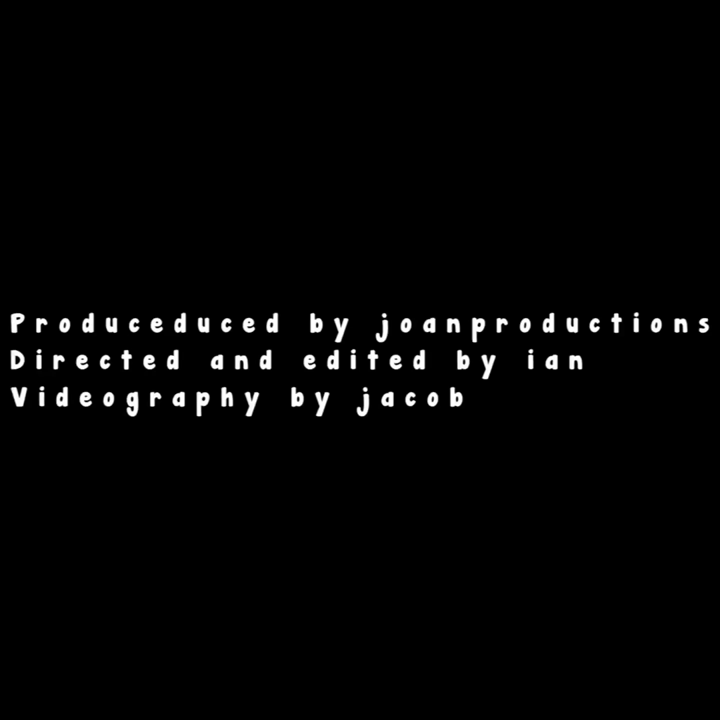 Produceduced by joanproductions
Directed and edited by ian
Videography by jacob